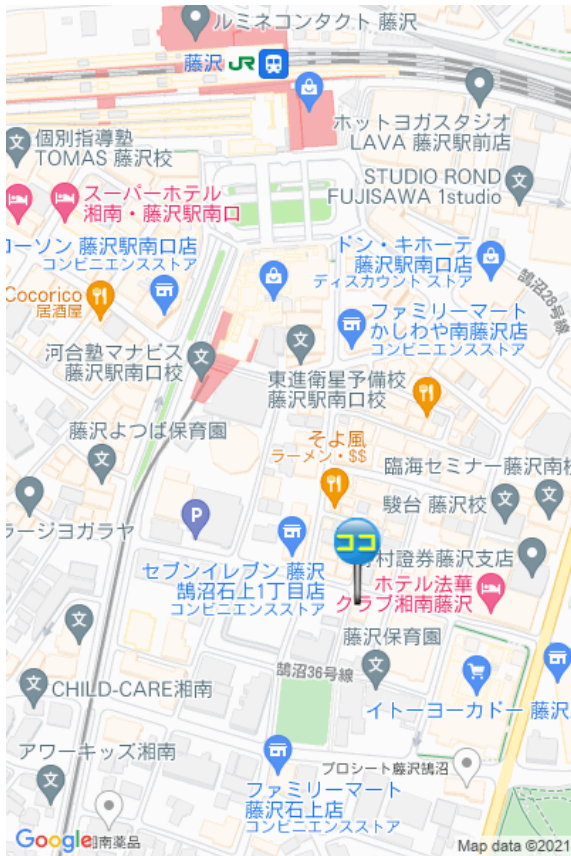 ルミネコンタクト 藤沢
藤沢 JR
ホットヨガスタジオ
LAVA 藤沢駅前店
個別指導塾
TOMAS 藤沢校
STUDIO ROND
FUJISAWA 1studio
スーパーホテル
湘南・藤沢駅南口
ローソン 藤沢駅南口店
コンビニエンスストア
ドン・キホーテ
藤沢駅南口店
ディスカウント ストア
鵠沼28号線
Cocorico
居酒屋
ファミリーマート
かしわや南藤沢店
コンビニエンスストア
河合塾マナビス
藤沢駅南口校
東進衛星予備校
藤沢駅南口校
藤沢よつば保育園
そよ風
ラーメン・$$
臨海セミナー藤沢南校
駿台 藤沢校
ラージヨガラヤ
P
ココ
村證券藤沢支店
セブンイレブン 藤沢
鵠沼石上1丁目店
コンビニエンスストア
ホテル法華
クラブ湘南藤沢
藤沢保育園
鵠沼36号線
CHILD-CARE湘南
イトーヨーカドー 藤沢
アワーキッズ湘南
プロシート藤沢鵠沼
ファミリーマート
藤沢石上店
コンビニエンスストア
Google
南薬品
Map data ©2021